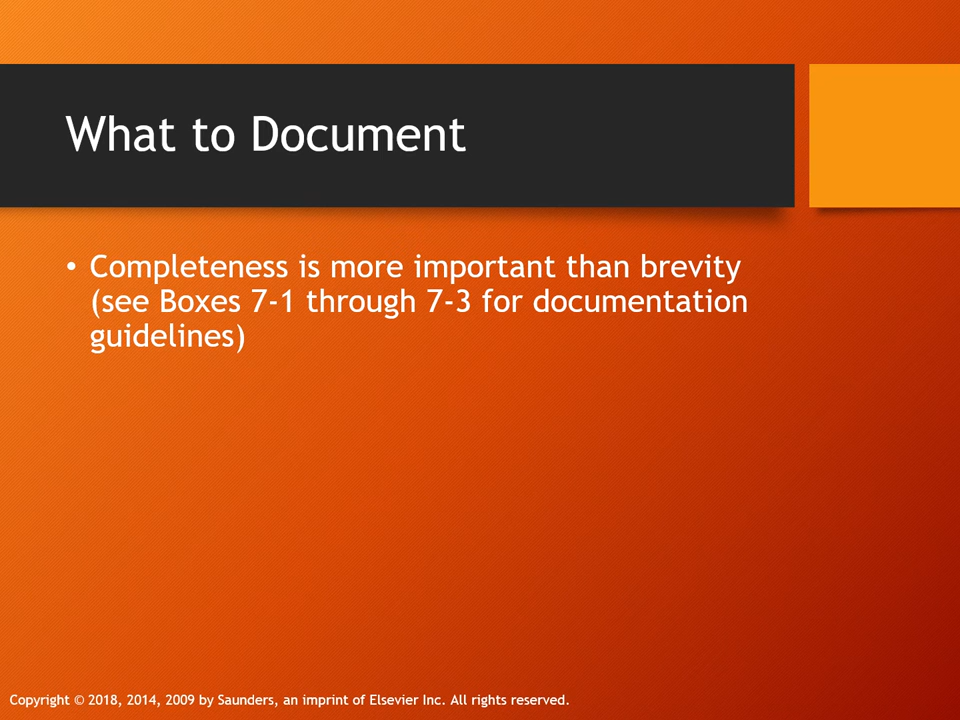 What to Document
• Completeness is more important than brevity
(see Boxes 7-1 through 7-3 for documentation
guidelines)
Copyright © 2018, 2014, 2009 by Saunders, an imprint of Elsevier Inc. All rights reserved.